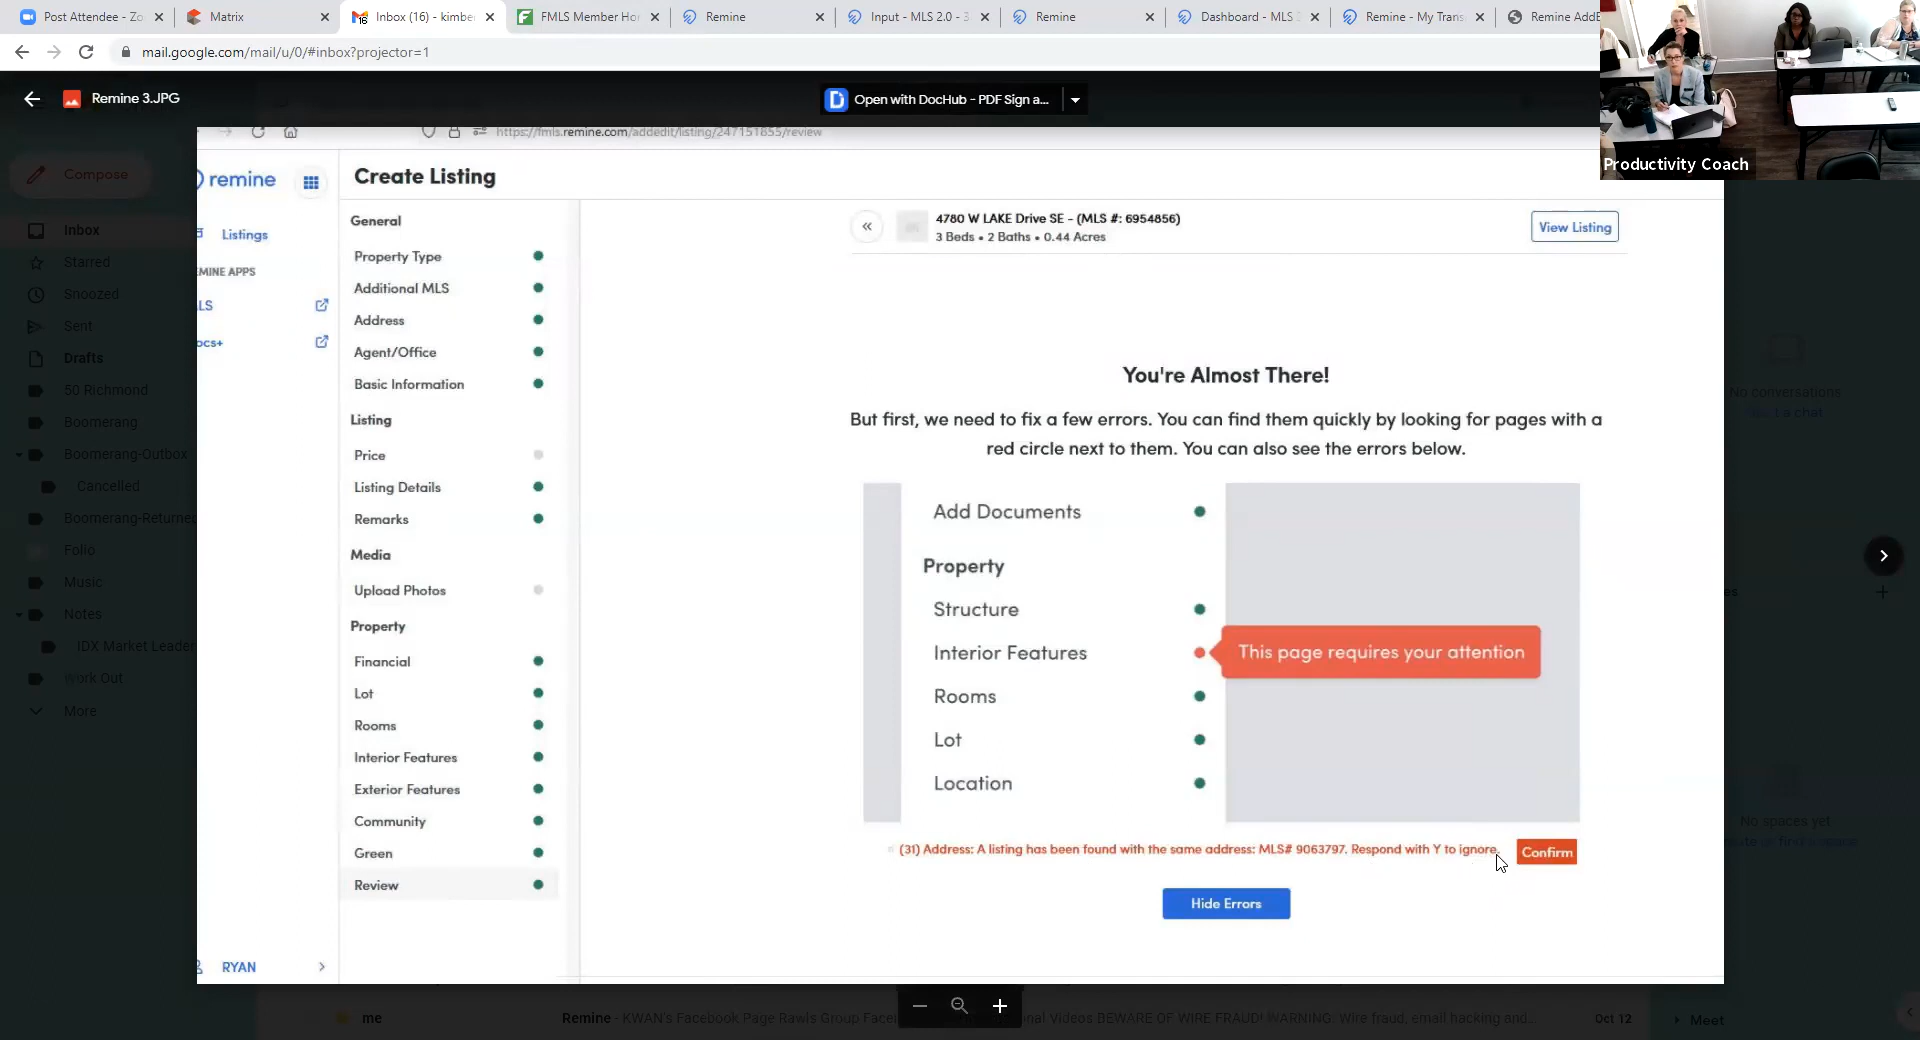 Post Attendee - Zo
Matrix
Inbox (16) - kimbe
FMLS Member Ho
Remine
Input - MLS 2.0 - 3
Remine
Dashboard - MLS
Remine - My Trans
Remine AddE
mail.google.com/mail/u/0/#inbox?projector=1
Remine 3.JPG
Open with DocHub - PDF Sign a...
Productivity Coach
Compose
Inbox
Starred
Snoozed
Sent
Drafts
50 Richmond
Boomerang
Boomerang-Outbox
Cancelled
Boomerang-Returned
Folio
Music
Notes
IDX Market Leader
Work Out
More
https://fmls.remine.com/addedit/listing/247151855/review
remine
Listings
EMINE APPS
LS
ocs+
RYAN
Create Listing
General
Property Type
Additional MLS
Address
Agent/Office
Basic Information
Listing
Price
Listing Details
Remarks
Media
Upload Photos
Property
Financial
Lot
Rooms
Interior Features
Exterior Features
Community
Green
Review
4780 W LAKE Drive SE - (MLS #: 6954856)
3 Beds • 2 Baths • 0.44 Acres
View Listing
You're Almost There!
But first, we need to fix a few errors. You can find them quickly by looking for pages with a
red circle next to them. You can also see the errors below.
Add Documents
Property
Structure
Interior Features
This page requires your attention
Rooms
Lot
Location
(31) Address: A listing has been found with the same address: MLS# 9063797. Respond with Y to ignore.
Confirm
Hide Errors
No conversations
a chat
No spaces yet
me
Remine - KWAN's Facebook Page Rawls Group Face
nal Videos BEWARE OF WIRE FRAUD! WARNING: Wire fraud, email hacking and...
Oct 12
Meet